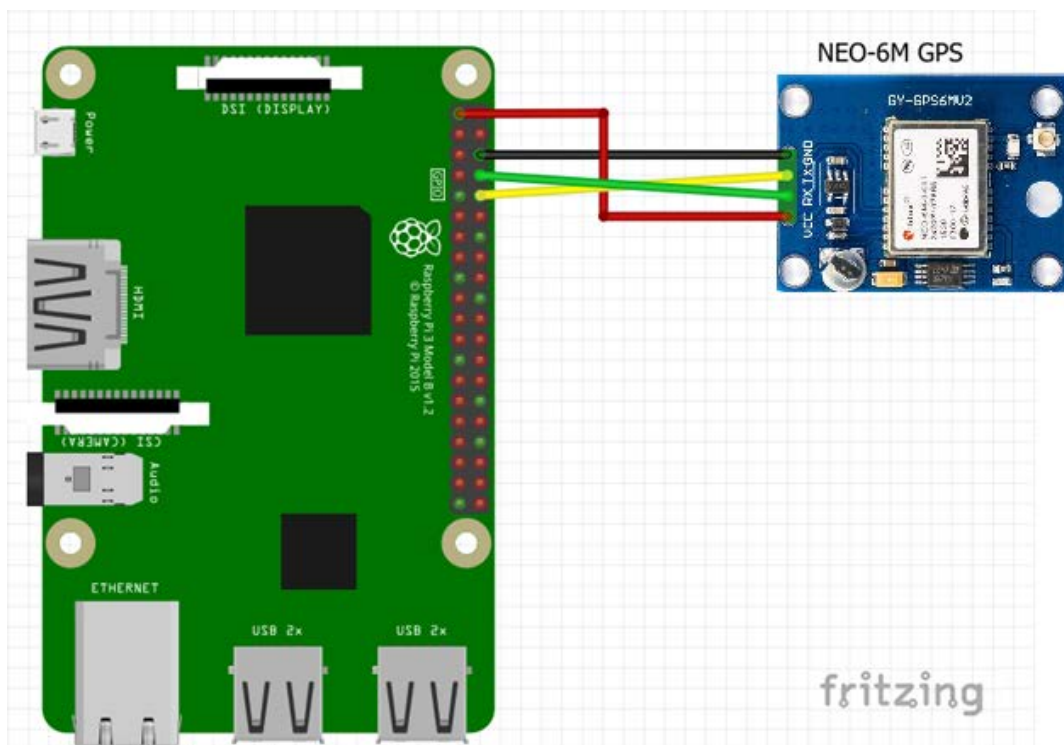 NEO-6M GPS
DSI (DISPLAY)
GY-GPS6MV2
Power
GPIO
VCC RX TX GND
HDMI
Raspberry Pi 3 Model B v1.2
© Raspberry Pi 2015
CSI (CAMERA)
Audio
ETHERNET
USB 2x
USB 2x
fritzing